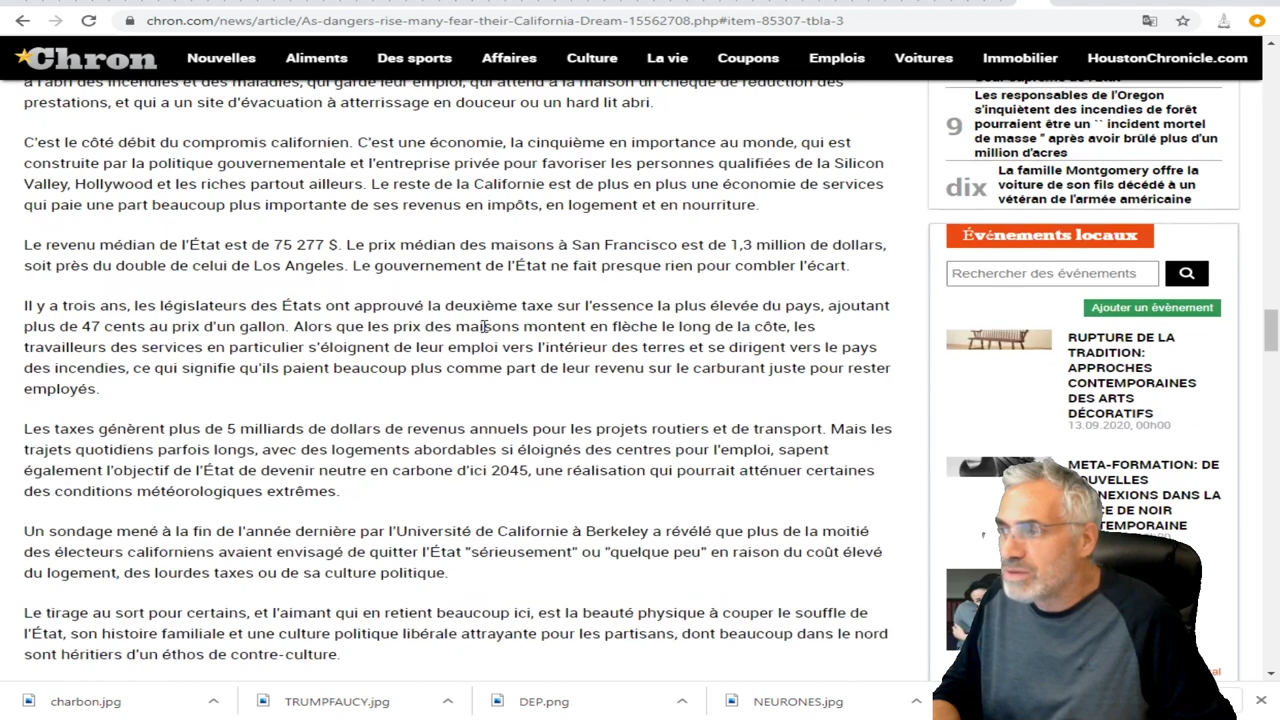 chron.com/news/article/As-dangers-rise-many-fear-their-California-Dream-15562708.php#item-85307-tbla-3
Chron
Nouvelles
Aliments
Des sports
Affaires
Culture
La vie
Coupons
Emplois
Voitures
Immobilier
HoustonChronicle.com
à l'abri des incendies et des maladies, qui garde leur emploi, qui attend à la maison un chèque de réduction des
prestations, et qui a un site d'évacuation à atterrissage en douceur ou un hard lit abri.
C'est le côté débit du compromis californien. C'est une économie, la cinquième en importance au monde, qui est
construite par la politique gouvernementale et l'entreprise privée pour favoriser les personnes qualifiées de la Silicon
Valley, Hollywood et les riches partout ailleurs. Le reste de la Californie est de plus en plus une économie de services
qui paie une part beaucoup plus importante de ses revenus en impôts, en logement et en nourriture.
Le revenu médian de l'État est de 75 277 $. Le prix médian des maisons à San Francisco est de 1,3 million de dollars,
soit près du double de celui de Los Angeles. Le gouvernement de l'État ne fait presque rien pour combler l'écart.
Il y a trois ans, les législateurs des États ont approuvé la deuxième taxe sur l'essence la plus élevée du pays, ajoutant
plus de 47 cents au prix d'un gallon. Alors que les prix des maisons montent en flèche le long de la côte, les
travailleurs des services en particulier s'éloignent de leur emploi vers l'intérieur des terres et se dirigent vers le pays
des incendies, ce qui signifie qu'ils paient beaucoup plus comme part de leur revenu sur le carburant juste pour rester
employés.
Les taxes génèrent plus de 5 milliards de dollars de revenus annuels pour les projets routiers et de transport. Mais les
trajets quotidiens parfois longs, avec des logements abordables si éloignés des centres pour l'emploi, sapent
également l'objectif de l'État de devenir neutre en carbone d'ici 2045, une réalisation qui pourrait atténuer certaines
des conditions météorologiques extrêmes.
Un sondage mené à la fin de l'année dernière par l'Université de Californie à Berkeley a révélé que plus de la moitié
des électeurs californiens avaient envisagé de quitter l'État "sérieusement" ou "quelque peu" en raison du coût élevé
du logement, des lourdes taxes ou de sa culture politique.
Le tirage au sort pour certains, et l'aimant qui en retient beaucoup ici, est la beauté physique à couper le souffle de
l'État, son histoire familiale et une culture politique libérale attrayante pour les partisans, dont beaucoup dans le nord
sont héritiers d'un éthos de contre-culture.
9
Les responsables de l'Oregon
s'inquiètent des incendies de forêt
pourraient être un `` incident mortel
de masse '' après avoir brûlé plus d'un
million d'acres
dix
La famille Montgomery offre la
voiture de son fils décédé à un
vétéran de l'armée américaine
Événements locaux
Rechercher des événements
Ajouter un évènement
RUPTURE DE LA
TRADITION:
APPROCHES
CONTEMPORAINES
DES ARTS
DÉCORATIFS
13.09.2020, 00h00
META-FORMATION: DE
charbon.jpg
TRUMPFAUCY.jpg
DEP.png
NEURONES.jpg